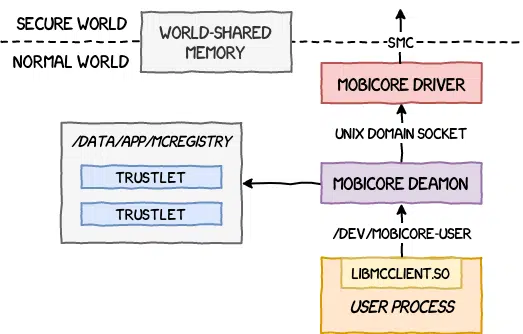 SECURE WORLD
NORMAL WORLD
WORLD-SHARED
MEMORY
SMC
MOBICORE DRIVER
UNIX DOMAIN SOCKET
/DATA/APP/MCREGISTRY
TRUSTLET
TRUSTLET
MOBICORE DEAMON
/DEV/MOBICORE-USER
LIBMCCLIENT.SO
USER PROCESS